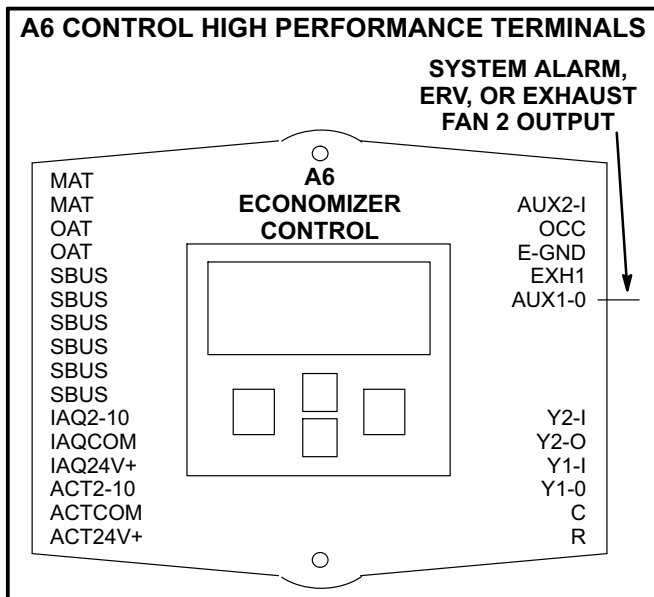 A6 CONTROL HIGH PERFORMANCE TERMINALS
SYSTEM ALARM,
ERV, OR EXHAUST
FAN 2 OUTPUT
A6
ECONOMIZER
CONTROL
MAT
MAT
OAT
OAT
SBUS
SBUS
SBUS
SBUS
SBUS
SBUS
IAQ2-10
IAQCOM
IAQ24V+
ACT2-10
ACTCOM
ACT24V+
AUX2-I
OCC
E-GND
EXH1
AUX1-0
Y2-I
Y2-O
Y1-I
Y1-0
C
R